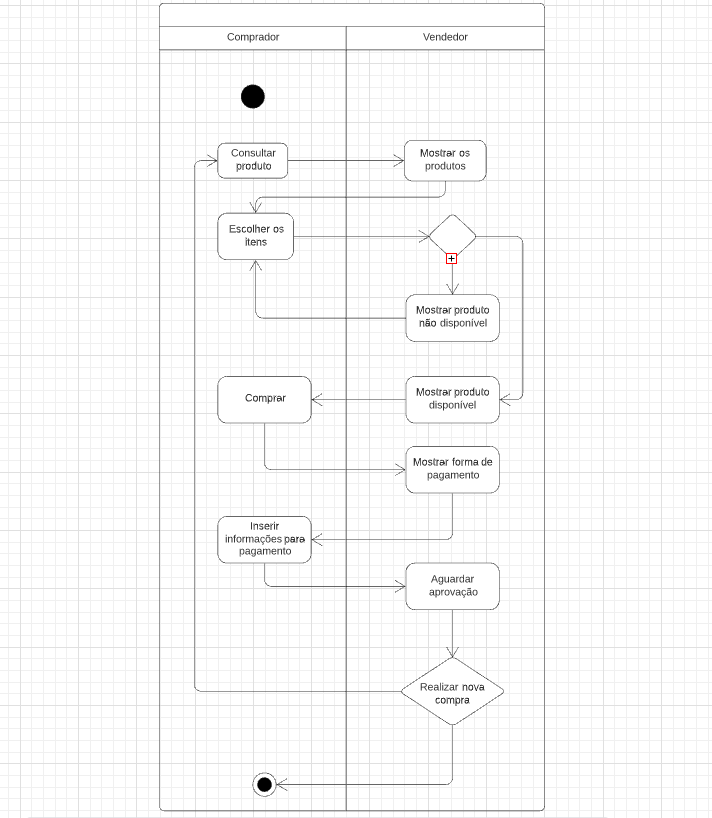 Comprador
Vendedor
Consultar
produto
Mostrar os
produtos
Escolher os
itens
Mostrar produto
não disponível
Comprar
Mostrar produto
disponível
Mostrar forma de
pagamento
Inserir
informações para
pagamento
Aguardar
aprovação
Realizar nova
compra